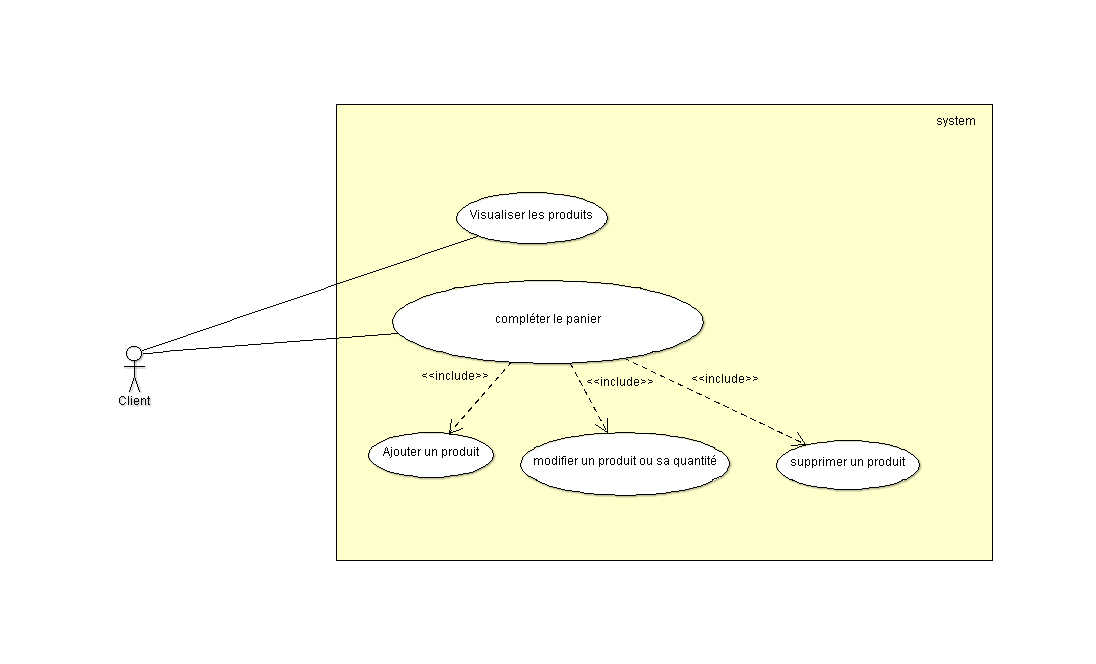 system
Visualiser les produits
compléter le panier
<<include>>
<<include>>
<<include>>
Client
Ajouter un produit
modifier un produit ou sa quantité
supprimer un produit